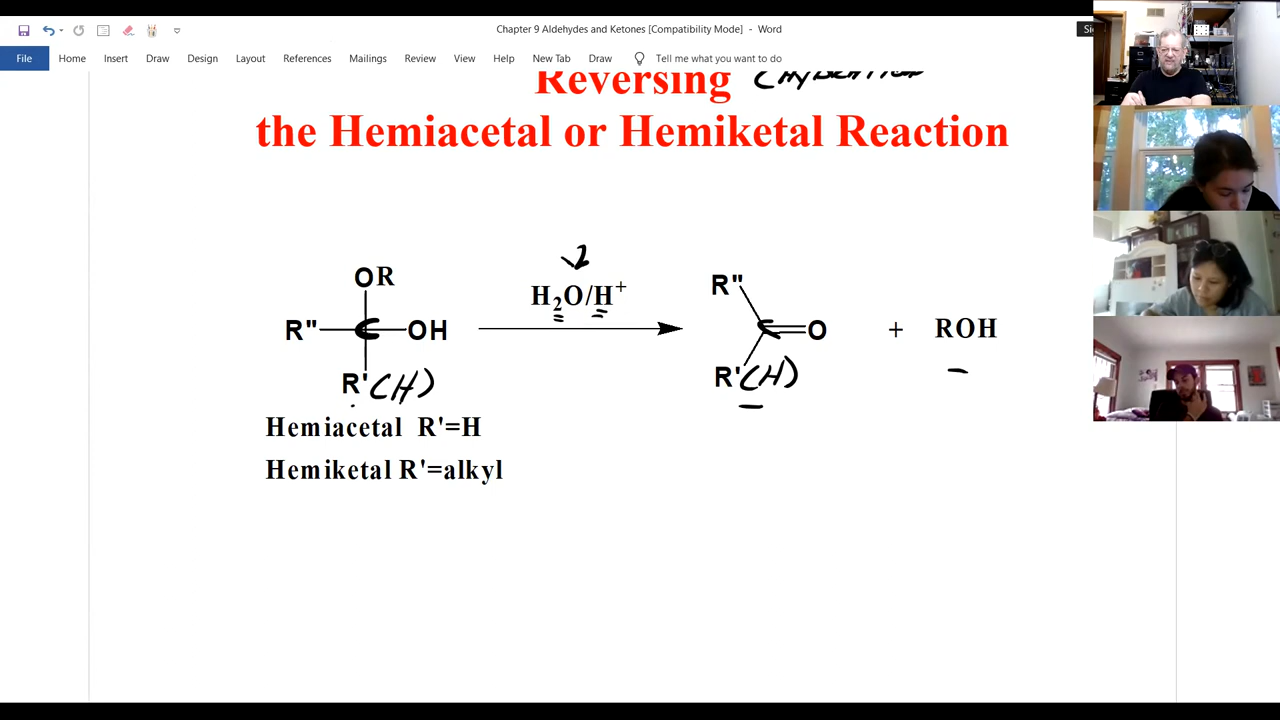 Chapter 9 Aldehydes and Ketones [Compatibility Mode] - Word
File Home Insert Draw Design Layout References Mailings Review View Help New Tab Draw Tell me what you want to do
Reversing
the Hemiacetal or Hemiketal Reaction
OR
R" C OH
R' (H)
H₂O/H⁺
R"
C O
R' (H)
+ ROH
Hemiacetal R'=H
Hemiketal R'=alkyl